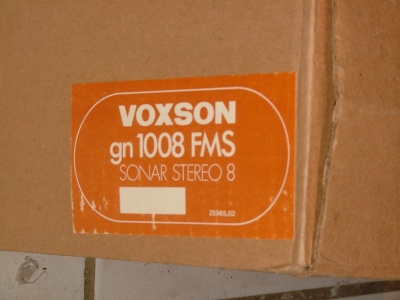 VOXSON
gn 1008 FMS
SONAR STEREO 8
25965,02